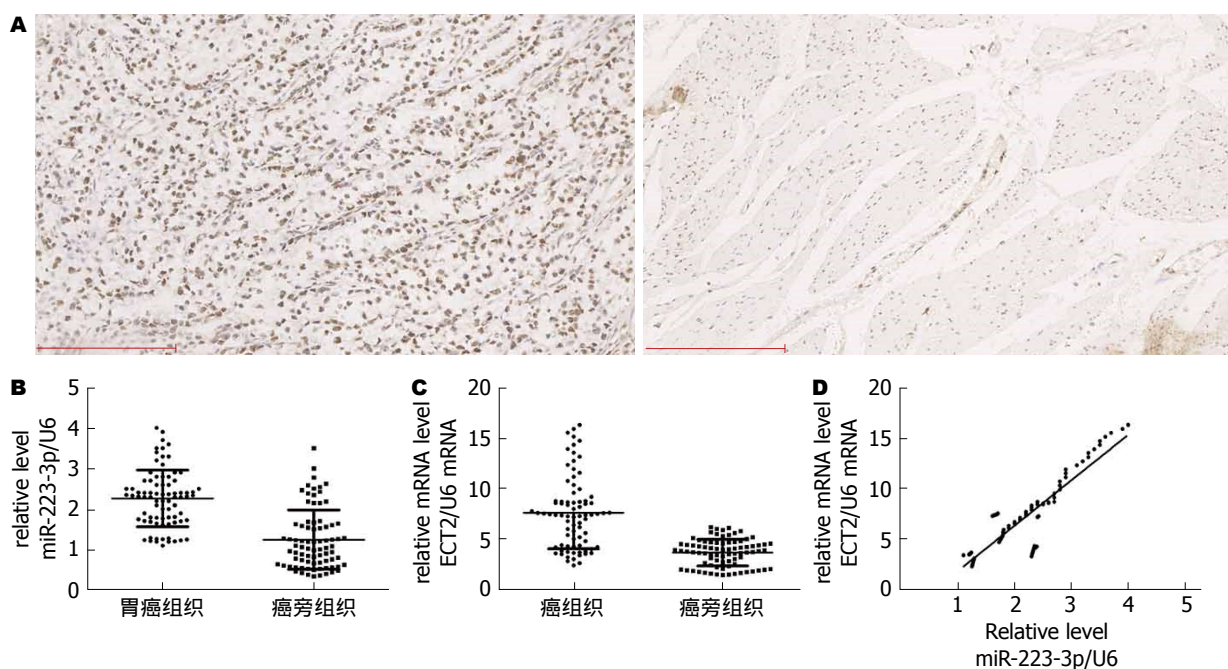 A
B
relative level
miR-223-3p/U6
5
4
3
2
1
0
胃癌组织
癌旁组织
C
relative mRNA level
ECT2/U6 mRNA
20
15
10
5
0
癌组织
癌旁组织
D
relative mRNA level
ECT2/U6 mRNA
20
15
10
5
0
1 2 3 4 5
Relative level
miR-223-3p/U6